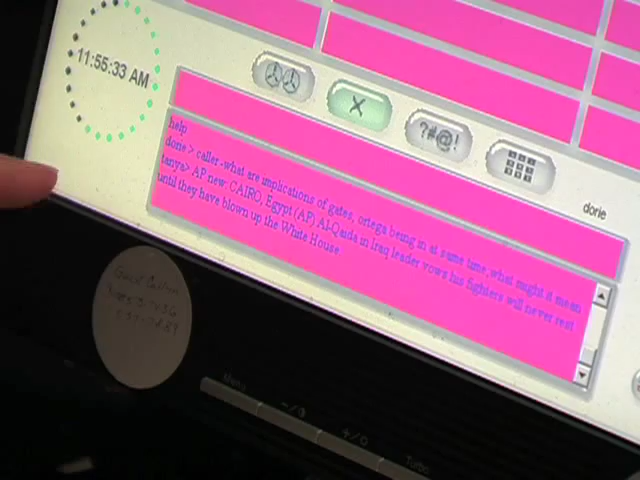 11:55:33 AM
?#@!
dorie
help
dorie > caller -what are implications of gates, ortega being in at same time, what might it mean
tanya> AP new: CAIRO, Egypt (AP) Al-Qaida in Iraq leader vows his fighters will never rest
until they have blown up the White House
Menu
-/